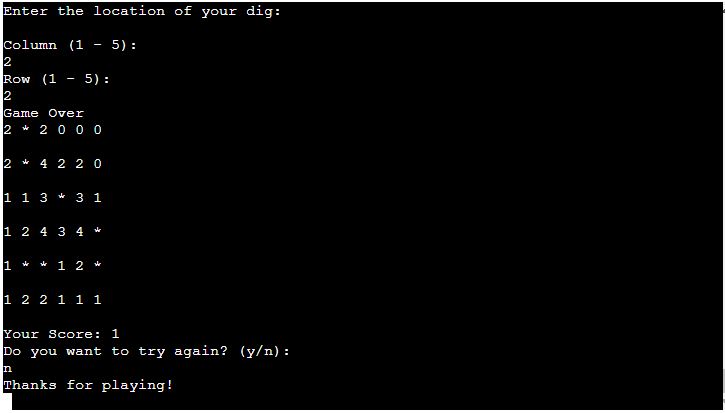 Enter the location of your dig:
Column (1 - 5):
2
Row (1 - 5):
2
Game Over
2 * 2 0 0 0
2 * 4 2 2 0
1 1 3 * 3 1
1 2 4 3 4 *
1 * * 1 2 *
1 2 2 1 1 1
Your Score: 1
Do you want to try again? (y/n):
n
Thanks for playing!